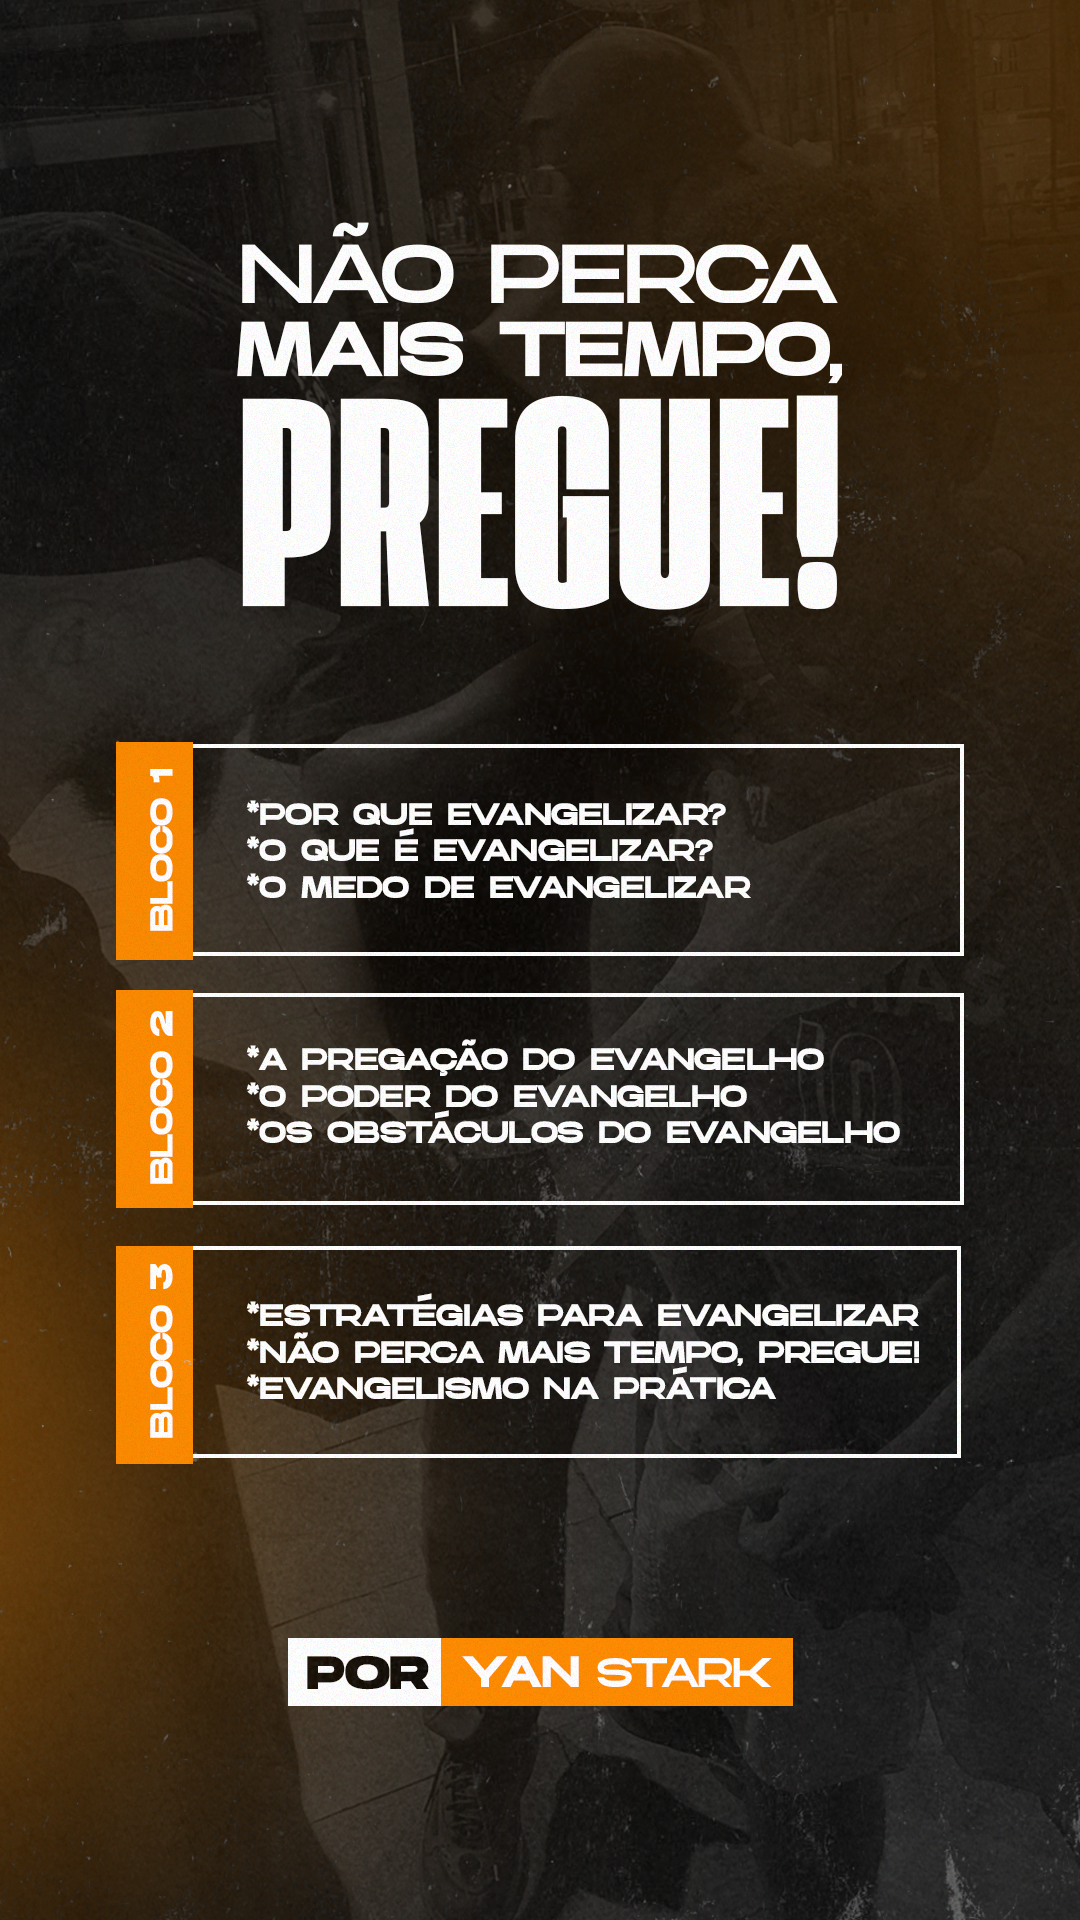 NÃO PERCA
MAIS TEMPO,
PREGUE!
BLOCO 1
*POR QUE EVANGELIZAR?
*O QUE É EVANGELIZAR?
*O MEDO DE EVANGELIZAR
BLOCO 2
*A PREGAÇÃO DO EVANGELHO
*O PODER DO EVANGELHO
*OS OBSTÁCULOS DO EVANGELHO
BLOCO 3
*ESTRATÉGIAS PARA EVANGELIZAR
*NÃO PERCA MAIS TEMPO, PREGUE!
*EVANGELISMO NA PRÁTICA
POR YAN STARK